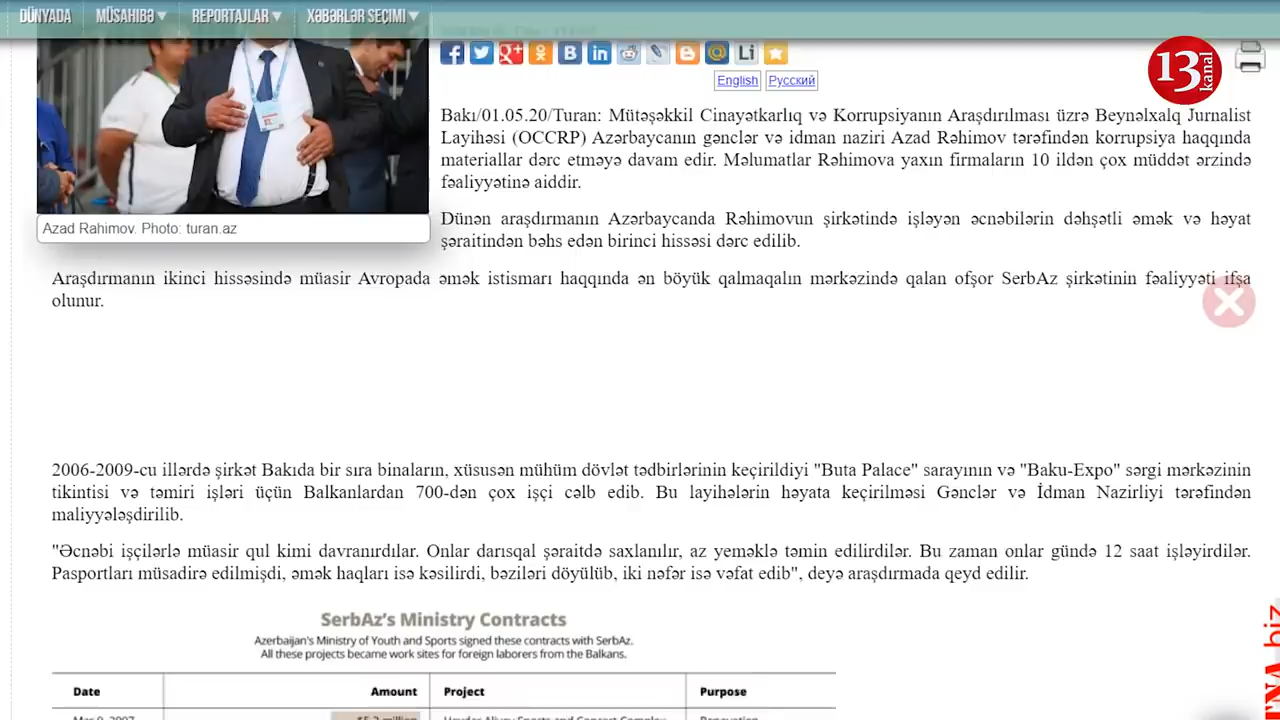 DÜNYADA MÜSAHIBƏ REPORTAJLAR XƏBƏRLƏR SEÇIMI
13 kanal
English Русский
Bakı/01.05.20/Turan: Mütəşəkkil Cinayətkarlıq və Korrupsiyanın Araşdırılması üzrə Beynəlxalq Jurnalist
Layihəsi (OCCRP) Azərbaycanın gənclər və idman naziri Azad Rəhimov tərəfindən korrupsiya haqqında
materiallar dərc etməyə davam edir. Məlumatlar Rəhimova yaxın firmaların 10 ildən çox müddət ərzində
fəaliyyətinə aiddir.
Azad Rahimov. Photo: turan.az
Dünən araşdırmanın Azərbaycanda Rəhimovun şirkətində işləyən əcnəbilərin dəhşətli əmək və həyat
şəraitindən bəhs edən birinci hissəsi dərc edilib.
Araşdırmanın ikinci hissəsində müasir Avropada əmək istismarı haqqında ən böyük qalmaqalın mərkəzində qalan ofşor SerbAz şirkətinin fəaliyyəti ifşa
olunur.
2006-2009-cu illərdə şirkət Bakıda bir sıra binaların, xüsusən mühüm dövlət tədbirlərinin keçirildiyi "Buta Palace" sarayının və "Baku-Expo" sərgi mərkəzinin
tikintisi və təmiri işləri üçün Balkanlardan 700-dən çox işçi cəlb edib. Bu layihələrin həyata keçirilməsi Gənclər və İdman Nazirliyi tərəfindən
maliyyələşdirilib.
"Əcnəbi işçilərlə müasir qul kimi davranırdılar. Onlar darısqal şəraitdə saxlanılır, az yeməklə təmin edilirdilər. Bu zaman onlar gündə 12 saat işləyirdilər.
Pasportları müsadirə edilmişdi, əmək haqları isə kəsilirdi, bəziləri döyülüb, iki nəfər isə vəfat edib", deyə araşdırmada qeyd edilir.
SerbAz's Ministry Contracts
Azerbaijan's Ministry of Youth and Sports signed these contracts with SerbAz.
All these projects became work sites for foreign laborers from the Balkans.
Date Amount Project Purpose